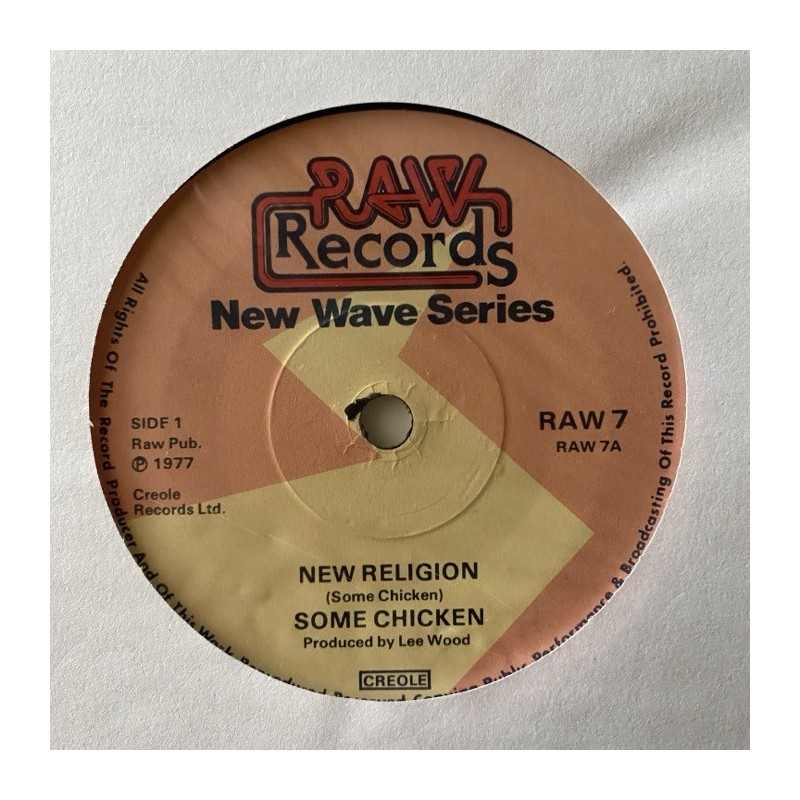 RAW
Records
New Wave Series
SIDE 1
Raw Pub.
℗ 1977
Creole
Records Ltd.
RAW 7
RAW 7A
NEW RELIGION
(Some Chicken)
SOME CHICKEN
Produced by Lee Wood
CREOLE
All Rights Of The Record Producer And Of This Work Reproduced Reserved Copying Public Performance & Broadcasting Of This Record Prohibited.